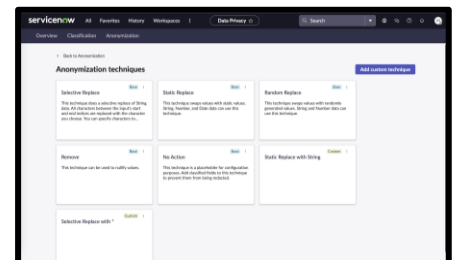 servicenow All Favorites History Workspaces Data Privacy ☆ Search
Overview Classification Anonymization
< Back to Anonymization
Anonymization techniques Add custom technique
Selective Replace Base
This technique does a selective replace of String
data. All characters between the input's start
and end indices are replaced with the character
you choose. You can specify characters to...
Static Replace Base
This technique swaps values with static values.
String, Number, and Date data can use this
technique.
Random Replace Base
This technique swaps values with randomly
generated values. String and Number data can
use this technique.
Remove Base
This technique can be used to nullify values.
No Action Base
This technique is a placeholder for configuration
purposes. Add classified fields to this technique
to prevent them from being redacted.
Static Replace with String Custom
Selective Replace with * Custom